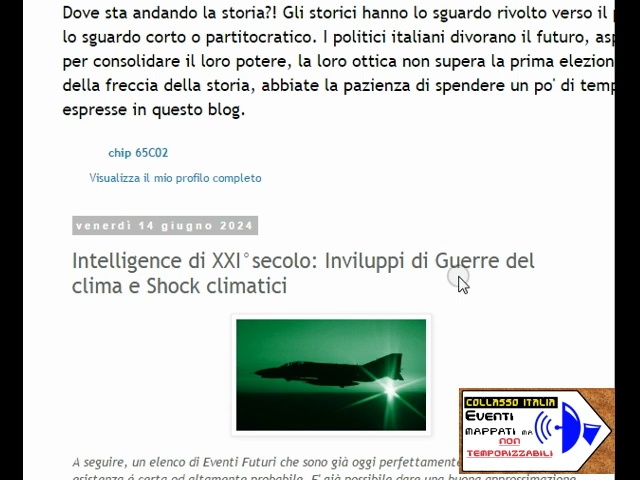 Dove sta andando la storia?! Gli storici hanno lo sguardo rivolto verso il
lo sguardo corto o partitocratico. I politici italiani divorano il futuro, asp
per consolidare il loro potere, la loro ottica non supera la prima elezion
della freccia della storia, abbiate la pazienza di spendere un po' di temp
espresse in questo blog.
chip 65C02
Visualizza il mio profilo completo
venerdì 14 giugno 2024
Intelligence di XXI°secolo: Inviluppi di Guerre del
clima e Shock climatici
COLLASSO ITALIA
EVENTI
MAPPATI MA
NON
TEMPORIZZABILI
A seguire, un elenco di Eventi Futuri che sono già oggi perfettamente